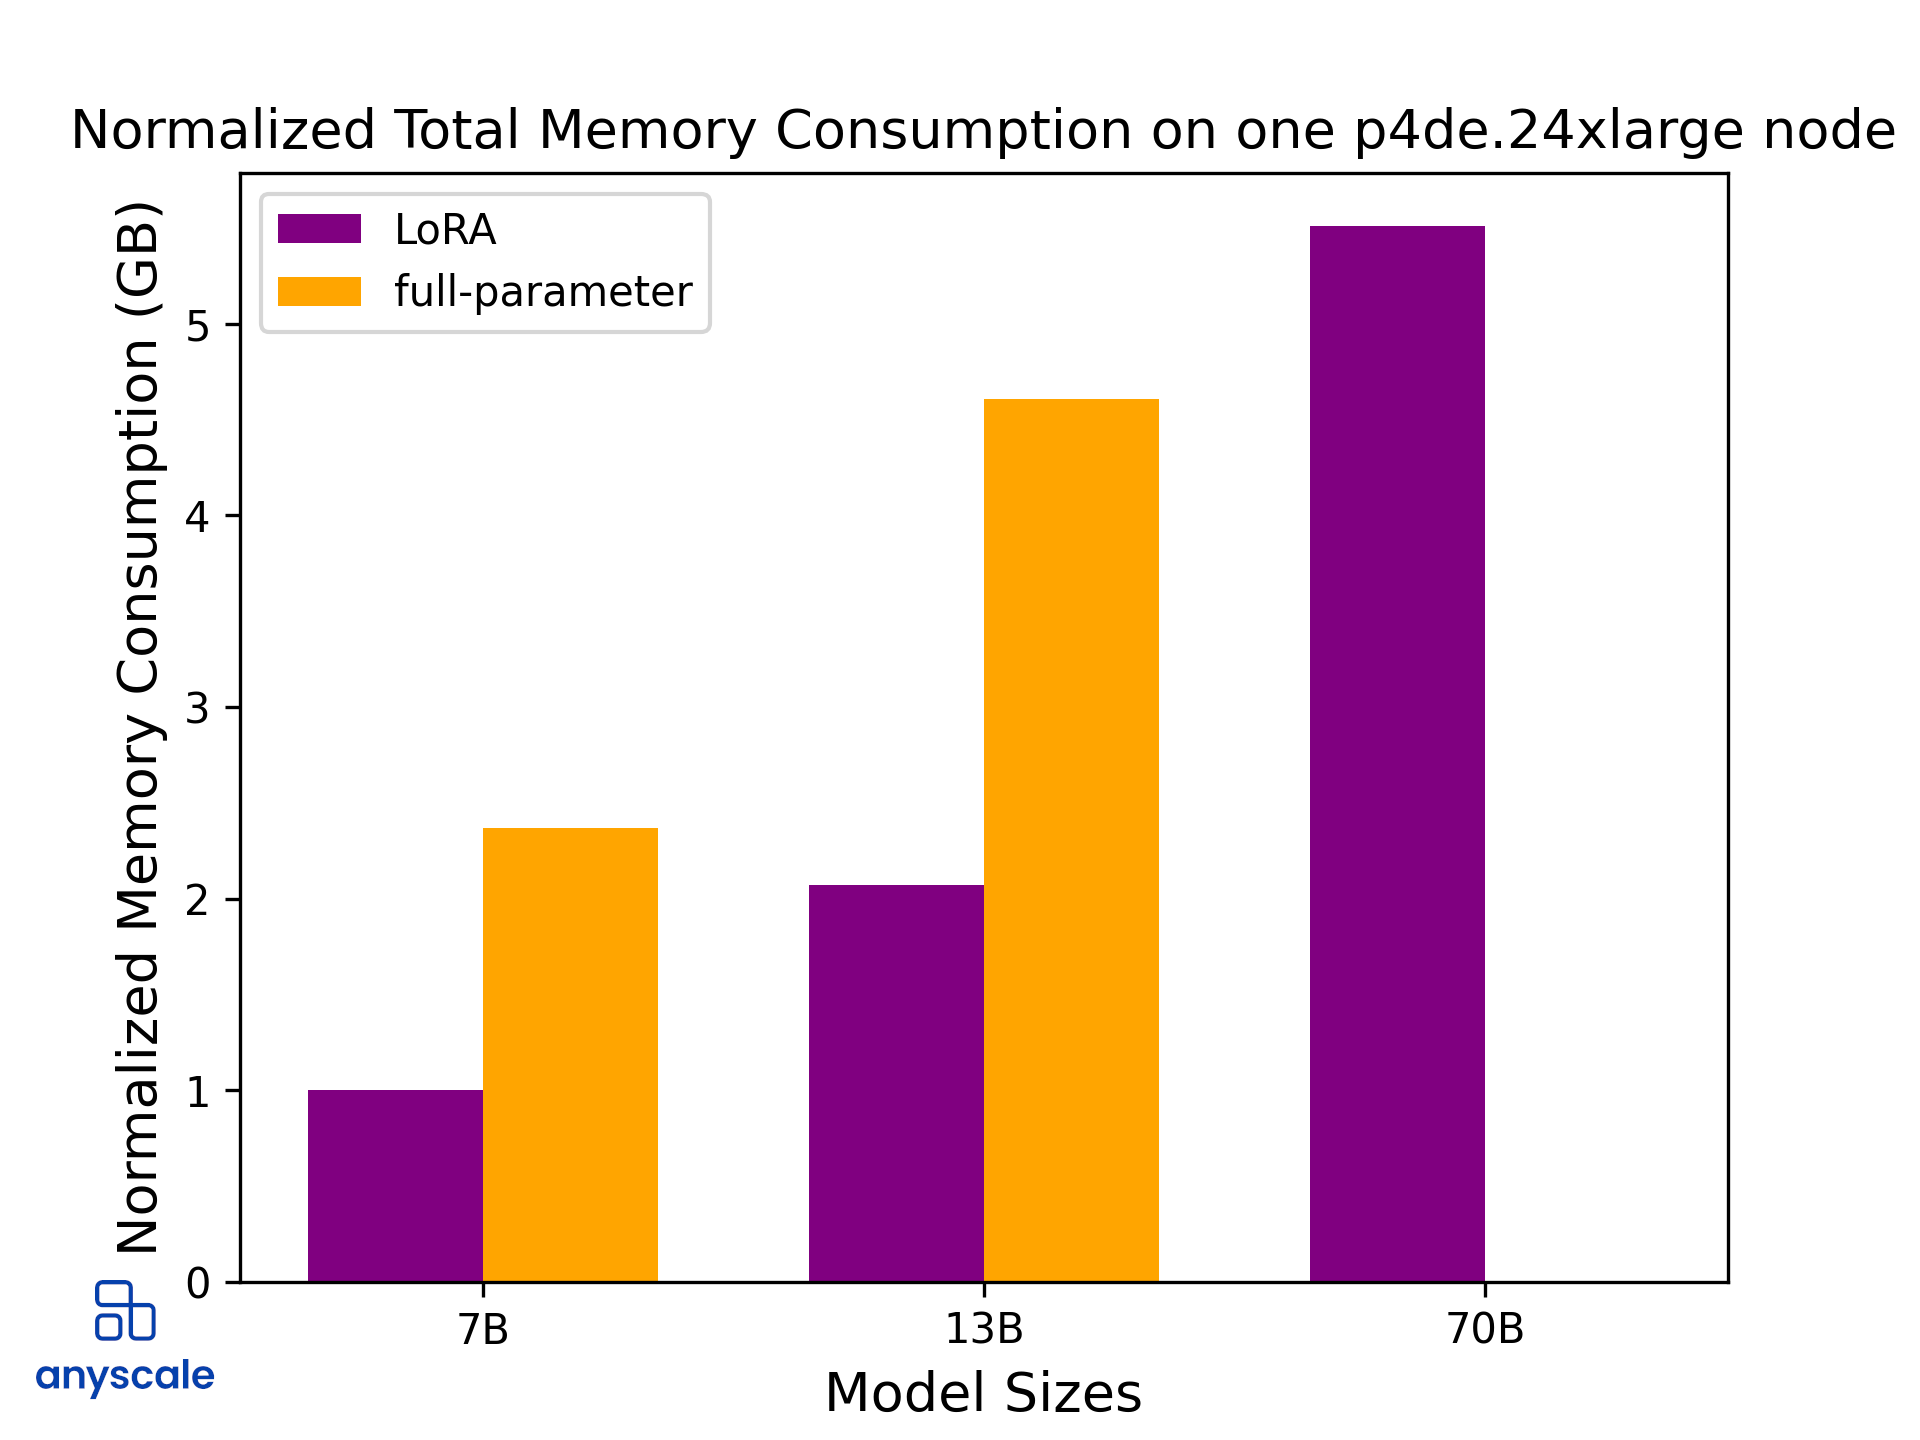 Normalized Total Memory Consumption on one p4de.24xlarge node
LoRA
full-parameter
Normalized Memory Consumption (GB)
5
4
3
2
1
0
7B
13B
70B
Model Sizes
anyscale